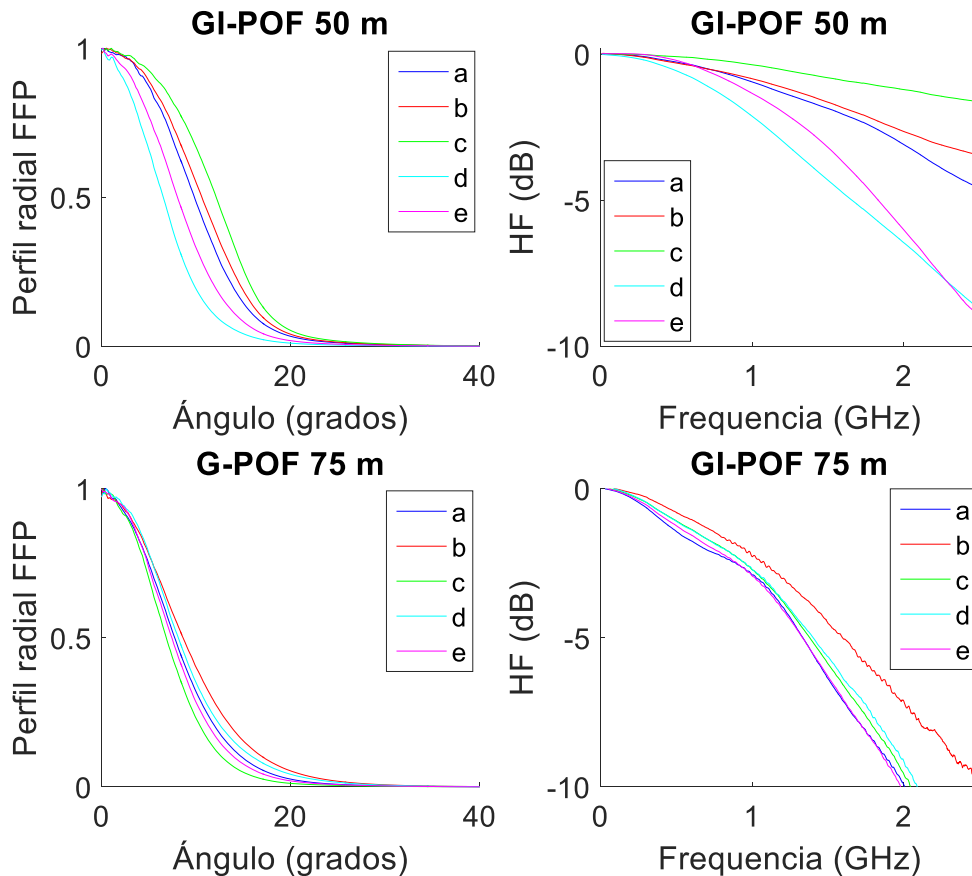 GI-POF 50 m
1
0.5
0
0
20
40
Perfil radial FFP
Ángulo (grados)
a
b
c
d
e
GI-POF 50 m
0
-5
-10
0
1
2
HF (dB)
Frequencia (GHz)
a
b
c
d
e
G-POF 75 m
1
0.5
0
0
20
40
Perfil radial FFP
Ángulo (grados)
a
b
c
d
e
GI-POF 75 m
0
-5
-10
0
1
2
HF (dB)
Frequencia (GHz)
a
b
c
d
e